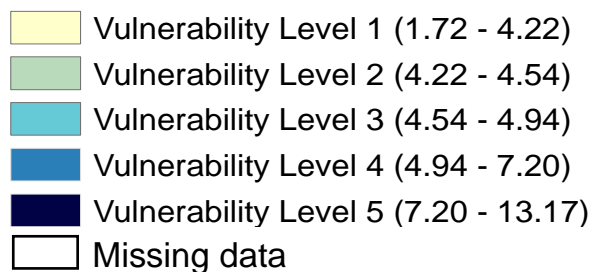 Vulnerability Level 1 (1.72 - 4.22)
Vulnerability Level 2 (4.22 - 4.54)
Vulnerability Level 3 (4.54 - 4.94)
Vulnerability Level 4 (4.94 - 7.20)
Vulnerability Level 5 (7.20 - 13.17)
Missing data